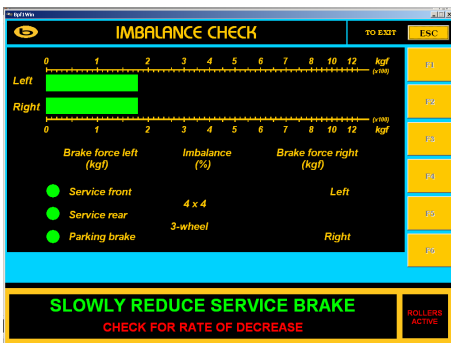 Bpf1Win
b IMBALANCE CHECK TO EXIT ESC
0 1 2 3 4 5 6 7 8 10 12 kgf
(x100)
Left
Right
(x100)
0 1 2 3 4 5 6 7 8 10 12 kgf
Brake force left
(kgf)
Imbalance
(%)
Brake force right
(kgf)
Service front
Service rear
Parking brake
4 x 4
3-wheel
Left
Right
F1
F2
F3
F4
F5
F6
SLOWLY REDUCE SERVICE BRAKE
CHECK FOR RATE OF DECREASE
ROLLERS
ACTIVE